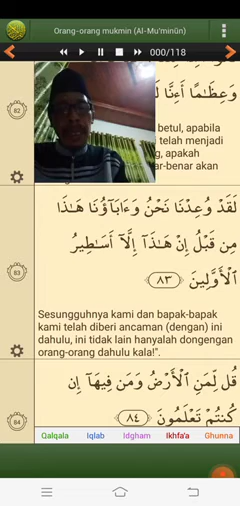 Orang-orang mukmin (Al-Mu'minūn)
000/118
وَعِظَٰمًا أَءِنَّا
82
betul, apabila
telah menjadi
apakah
ar-benar akan
لَقَدْ وُعِدْنَا نَحْنُ وَءَابَآؤُنَا هَٰذَا
مِن قَبْلُ إِنْ هَٰذَآ إِلَّآ أَسَٰطِيرُ
ٱلْأَوَّلِينَ ٨٣
83
Sesungguhnya kami dan bapak-bapak
kami telah diberi ancaman (dengan) ini
dahulu, ini tidak lain hanyalah dongengan
orang-orang dahulu kala!".
قُل لِّمَنِ ٱلْأَرْضُ وَمَن فِيهَآ إِن
كُنتُمْ تَعْلَمُونَ ٨٤
84
Qalqala Iqlab Idgham Ikhfa'a Ghunna